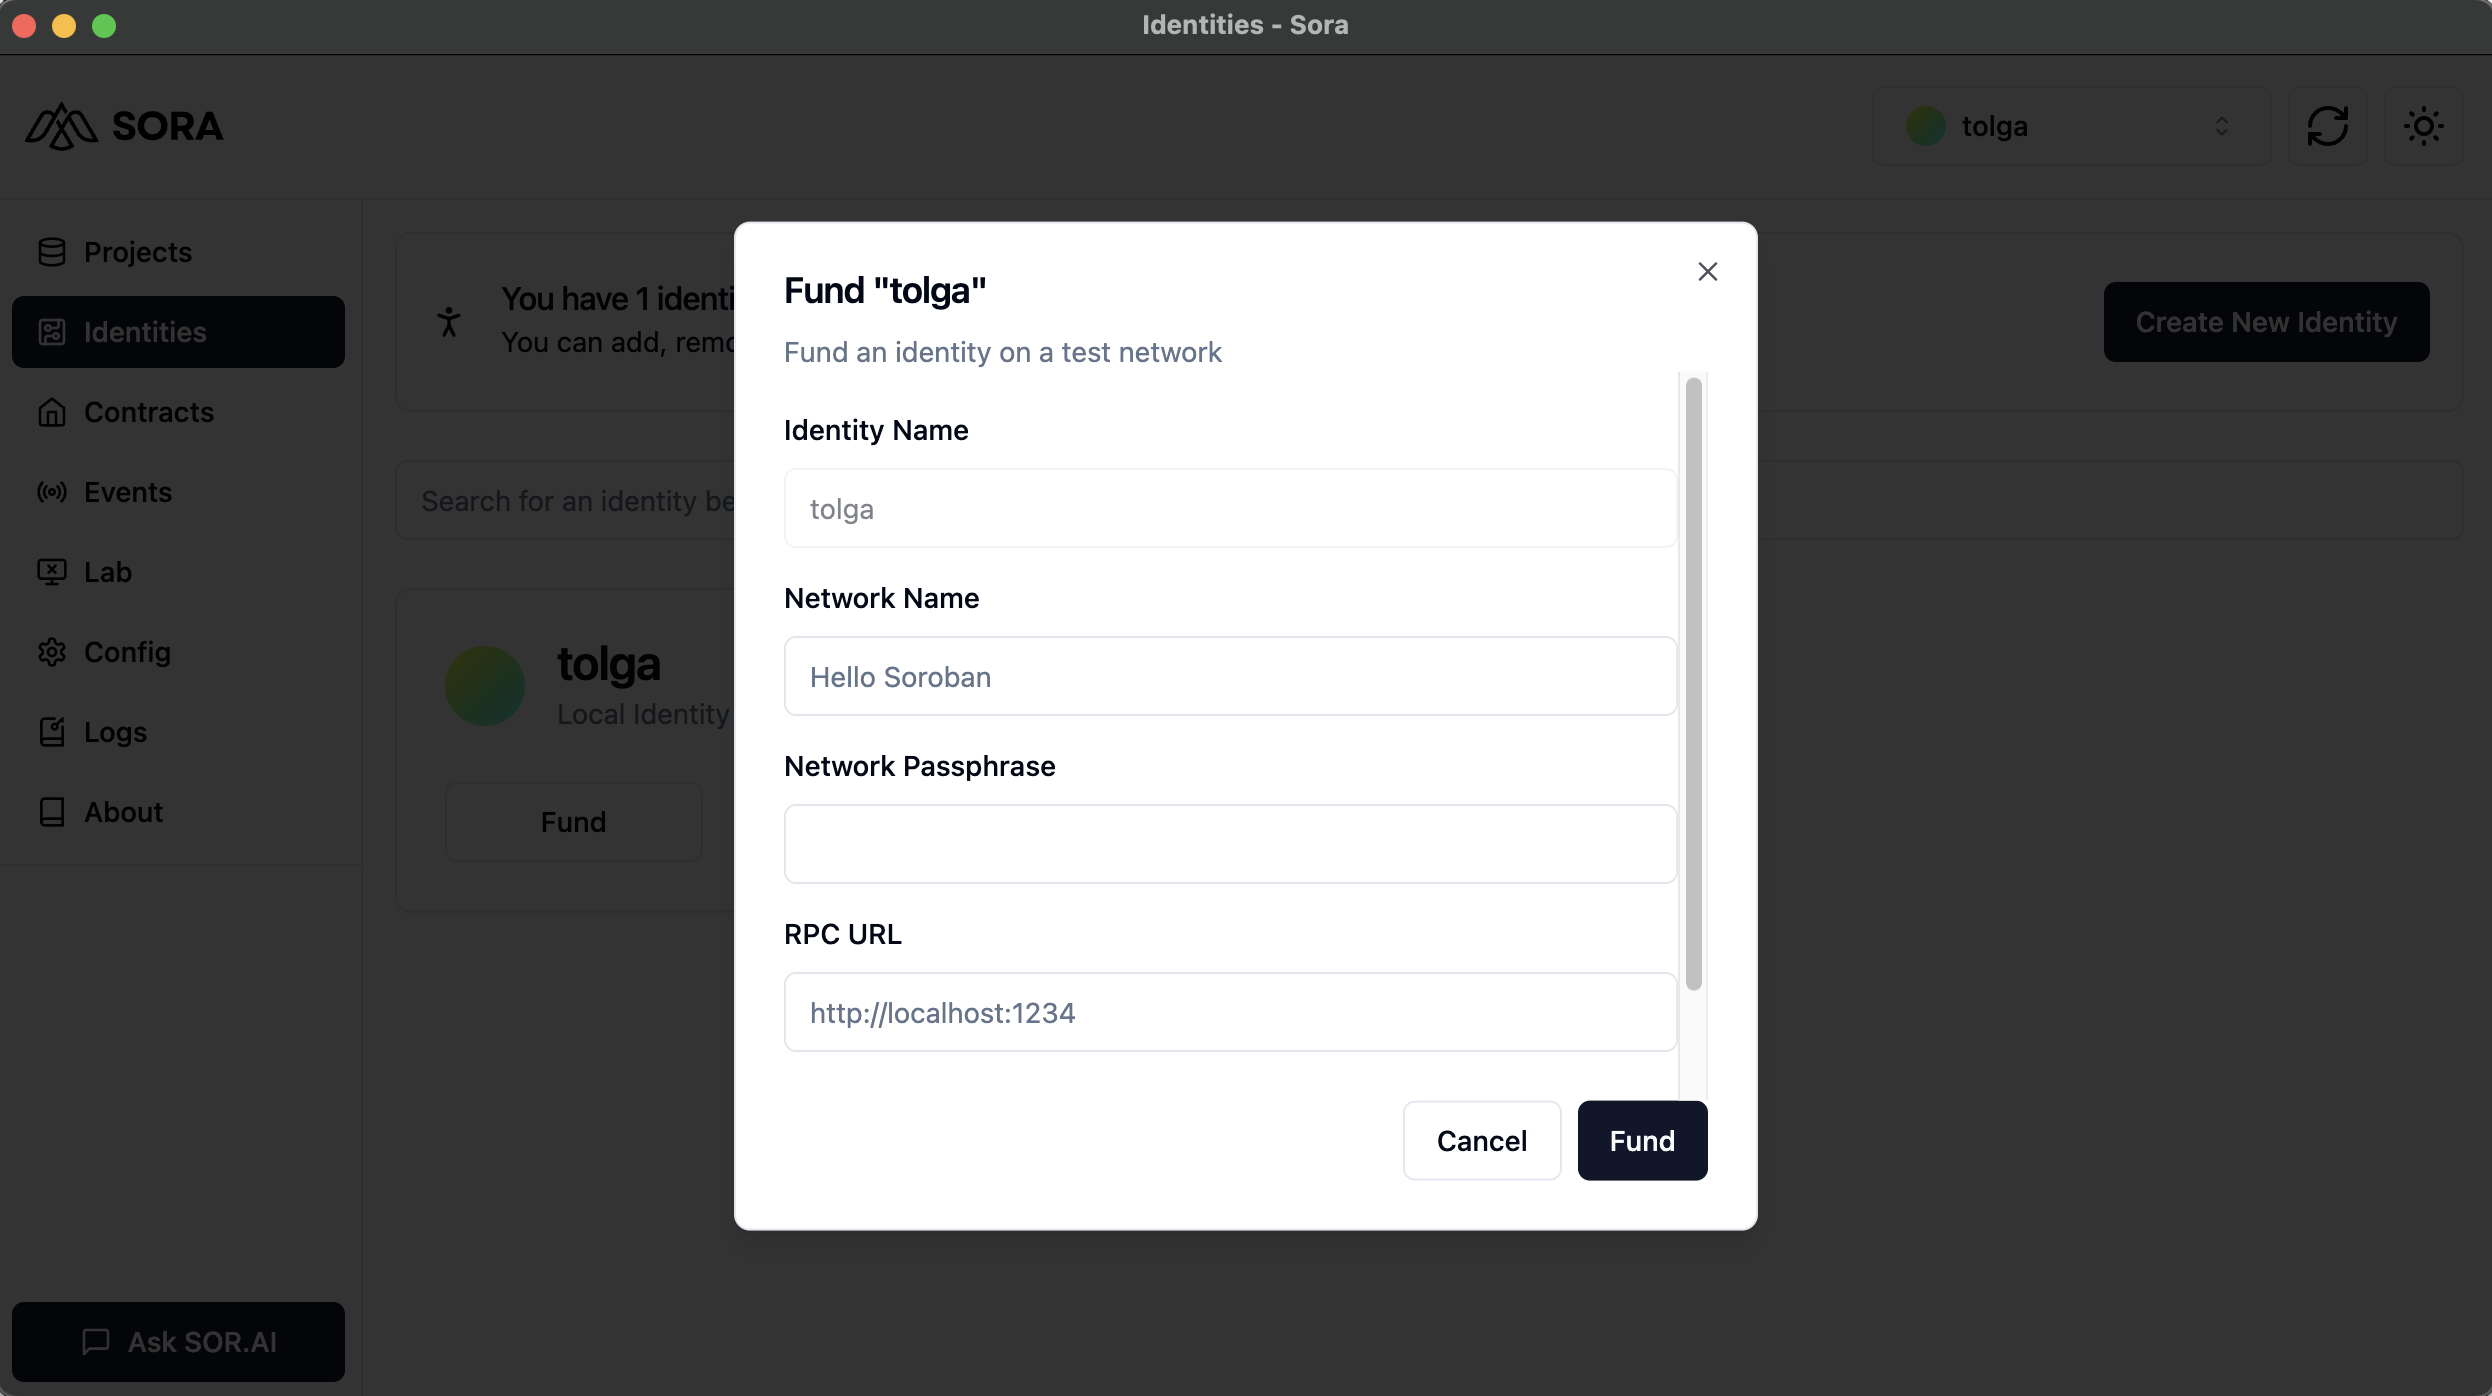 Identities - Sora
SORA
tolga
Projects
Identities
Contracts
Events
Lab
Config
Logs
About
Ask SOR.AI
You have 1 identi
You can add, remo
Create New Identity
Search for an identity be
tolga
Local Identity
Fund
Fund "tolga"
Fund an identity on a test network
Identity Name
tolga
Network Name
Hello Soroban
Network Passphrase
RPC URL
http://localhost:1234
Cancel
Fund